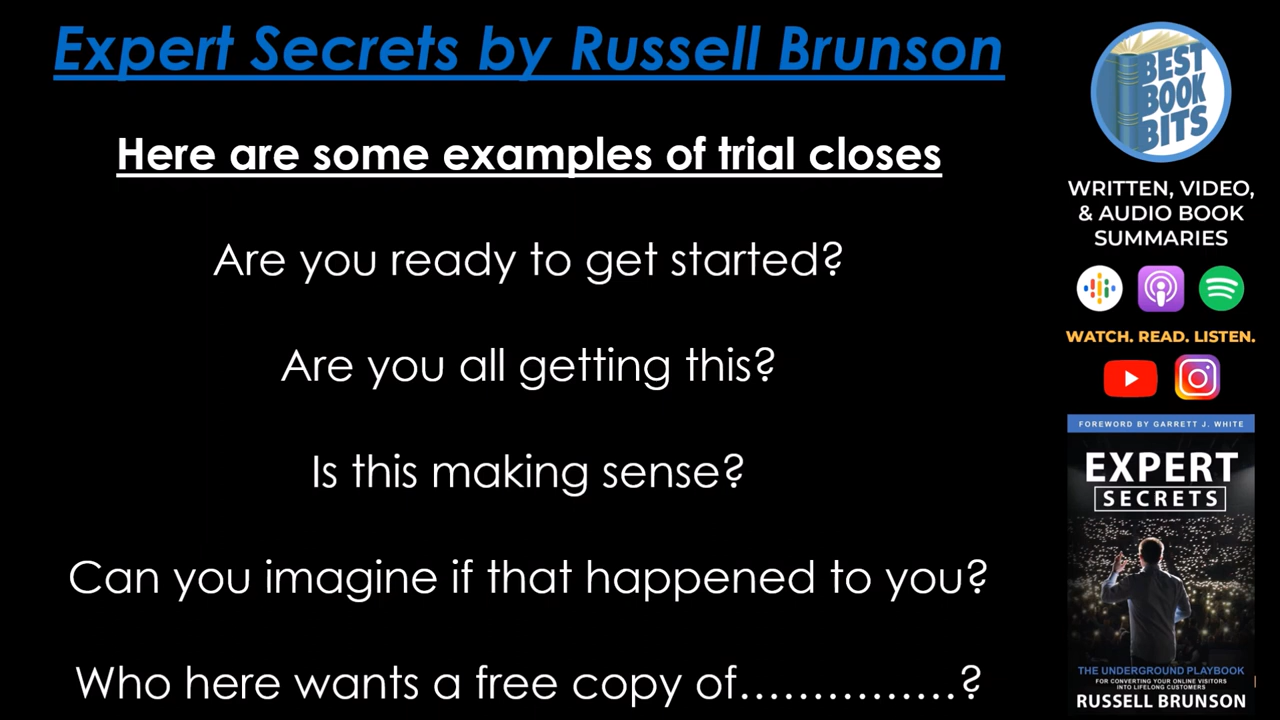 Expert Secrets by Russell Brunson
Here are some examples of trial closes
Are you ready to get started?
Are you all getting this?
Is this making sense?
Can you imagine if that happened to you?
Who here wants a free copy of...............?
BEST
BOOK
BITS
WRITTEN, VIDEO,
& AUDIO BOOK
SUMMARIES
WATCH. READ. LISTEN.
FOREWORD BY GARRETT J. WHITE
EXPERT
SECRETS
THE UNDERGROUND PLAYBOOK
FOR CONVERTING YOUR ONLINE VISITORS
INTO LIFELONG CUSTOMERS
RUSSELL BRUNSON